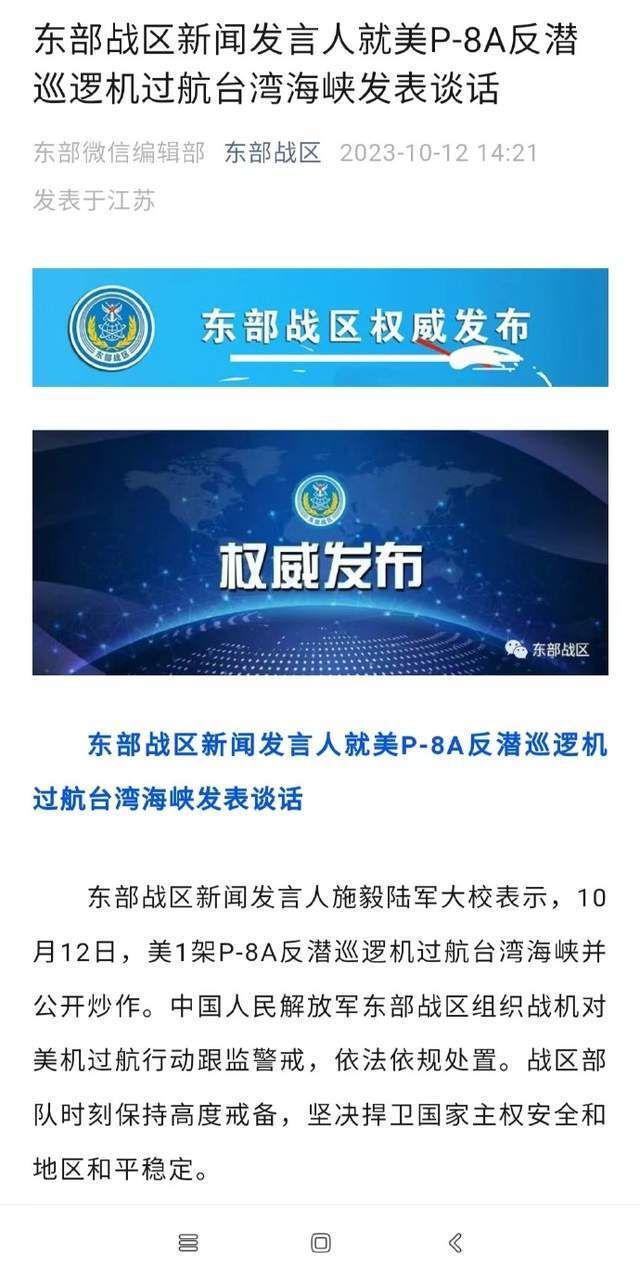 东部战区新闻发言人就美P-8A反潜
巡逻机过航台湾海峡发表谈话
东部微信编辑部 东部战区 2023-10-12 14:21
发表于江苏
东部战区
东部战区权威发布
东部战区
权威发布
东部战区
东部战区新闻发言人就美P-8A反潜巡逻机
过航台湾海峡发表谈话
东部战区新闻发言人施毅陆军大校表示，10
月12日，美1架P-8A反潜巡逻机过航台湾海峡并
公开炒作。中国人民解放军东部战区组织战机对
美机过航行动跟监警戒，依法依规处置。战区部
队时刻保持高度戒备，坚决捍卫国家主权安全和
地区和平稳定。